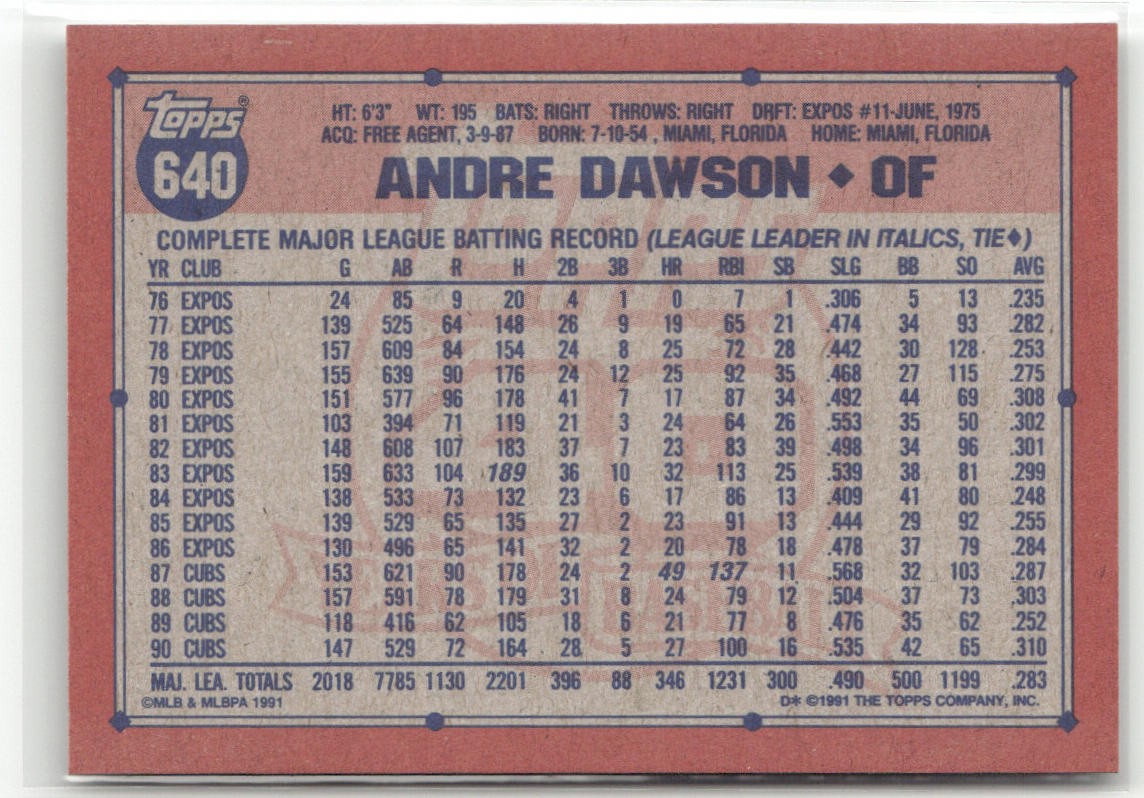 topps®
640
HT: 6'3" WT: 195 BATS: RIGHT THROWS: RIGHT DRFT: EXPOS #11-JUNE, 1975
ACQ: FREE AGENT, 3-9-87 BORN: 7-10-54 , MIAMI, FLORIDA HOME: MIAMI, FLORIDA
ANDRE DAWSON ◆ OF
COMPLETE MAJOR LEAGUE BATTING RECORD (LEAGUE LEADER IN ITALICS, TIE◆)
YR CLUB G AB R H 2B 3B HR RBI SB SLG BB SO AVG
76 EXPOS 24 85 9 20 4 1 0 7 1 .306 5 13 .235
77 EXPOS 139 525 64 148 26 9 19 65 21 .474 34 93 .282
78 EXPOS 157 609 84 154 24 8 25 72 28 .442 30 128 .253
79 EXPOS 155 639 90 176 24 12 25 92 35 .468 27 115 .275
80 EXPOS 151 577 96 178 41 7 17 87 34 .492 44 69 .308
81 EXPOS 103 394 71 119 21 3 24 64 26 .553 35 50 .302
82 EXPOS 148 608 107 183 37 7 23 83 39 .498 34 96 .301
83 EXPOS 159 633 104 189 36 10 32 113 25 .539 38 81 .299
84 EXPOS 138 533 73 132 23 6 17 86 13 .409 41 80 .248
85 EXPOS 139 529 65 135 27 2 23 91 13 .444 29 92 .255
86 EXPOS 130 496 65 141 32 2 20 78 18 .478 37 79 .284
87 CUBS 153 621 90 178 24 2 49 137 11 .568 32 103 .287
88 CUBS 157 591 78 179 31 8 24 79 12 .504 37 73 .303
89 CUBS 118 416 62 105 18 6 21 77 8 .476 35 62 .252
90 CUBS 147 529 72 164 28 5 27 100 16 .535 42 65 .310
MAJ. LEA. TOTALS 2018 7785 1130 2201 396 88 346 1231 300 .490 500 1199 .283
©MLB & MLBPA 1991 D* ©1991 THE TOPPS COMPANY, INC.